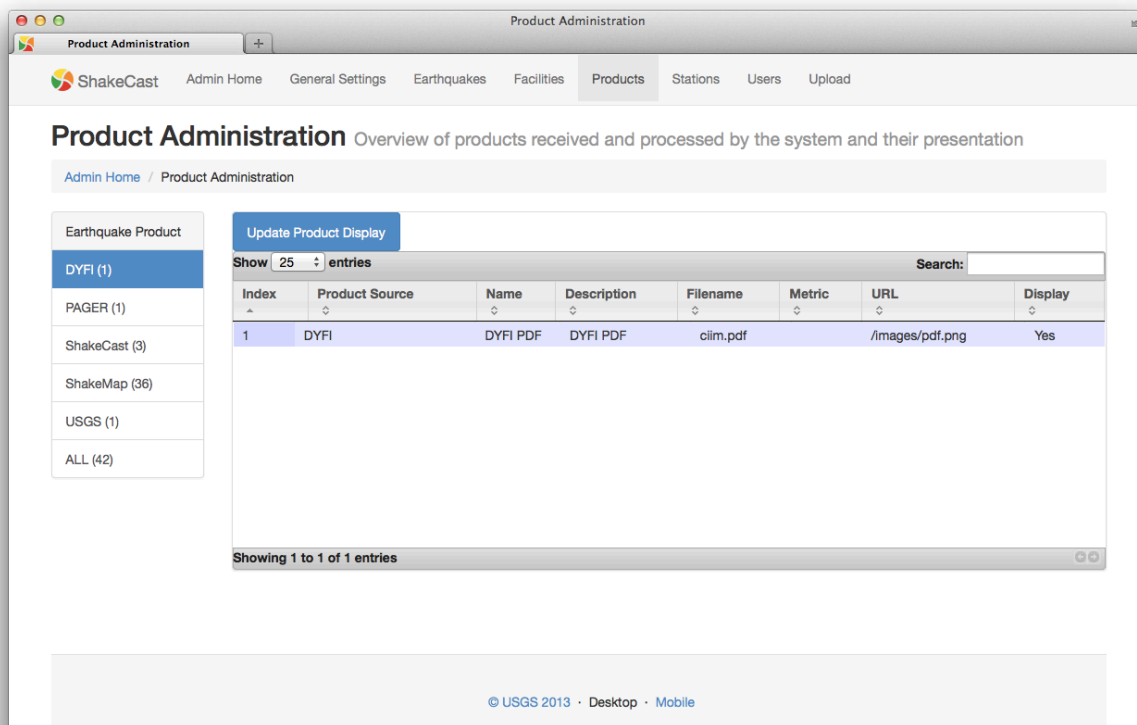 Product Administration
Product Administration
ShakeCast Admin Home General Settings Earthquakes Facilities Products Stations Users Upload
Product Administration Overview of products received and processed by the system and their presentation
Admin Home / Product Administration
Earthquake Product
DYFI (1)
PAGER (1)
ShakeCast (3)
ShakeMap (36)
USGS (1)
ALL (42)
Update Product Display
Show 25 entries Search:
Index Product Source Name Description Filename Metric URL Display
1 DYFI DYFI PDF DYFI PDF ciim.pdf /images/pdf.png Yes
Showing 1 to 1 of 1 entries
© USGS 2013 · Desktop · Mobile